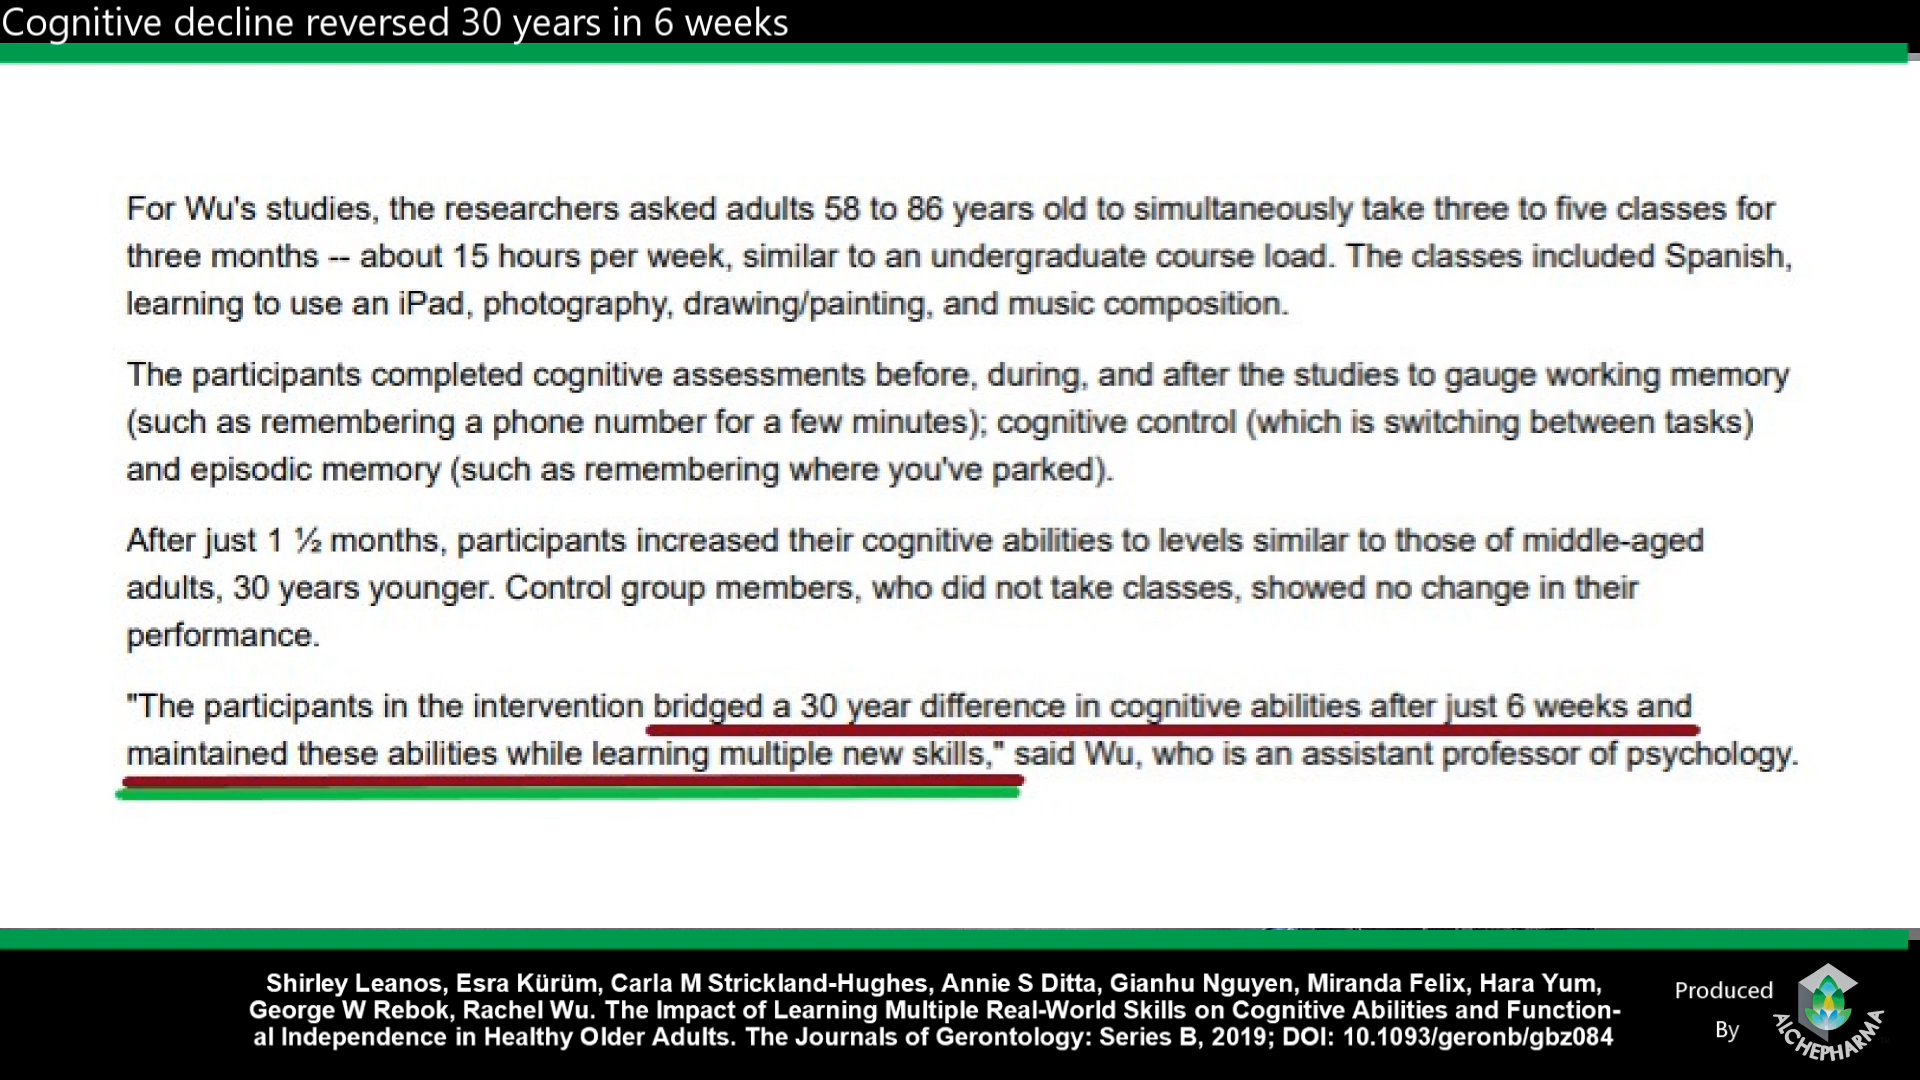 Cognitive decline reversed 30 years in 6 weeks
For Wu's studies, the researchers asked adults 58 to 86 years old to simultaneously take three to five classes for
three months -- about 15 hours per week, similar to an undergraduate course load. The classes included Spanish,
learning to use an iPad, photography, drawing/painting, and music composition.
The participants completed cognitive assessments before, during, and after the studies to gauge working memory
(such as remembering a phone number for a few minutes); cognitive control (which is switching between tasks)
and episodic memory (such as remembering where you've parked).
After just 1 ½ months, participants increased their cognitive abilities to levels similar to those of middle-aged
adults, 30 years younger. Control group members, who did not take classes, showed no change in their
performance.
"The participants in the intervention bridged a 30 year difference in cognitive abilities after just 6 weeks and
maintained these abilities while learning multiple new skills," said Wu, who is an assistant professor of psychology.
Shirley Leanos, Esra Kürüm, Carla M Strickland-Hughes, Annie S Ditta, Gianhu Nguyen, Miranda Felix, Hara Yum,
George W Rebok, Rachel Wu. The Impact of Learning Multiple Real-World Skills on Cognitive Abilities and Function-
al Independence in Healthy Older Adults. The Journals of Gerontology: Series B, 2019; DOI: 10.1093/geronb/gbz084
Produced
By
ALCHEPHARMA